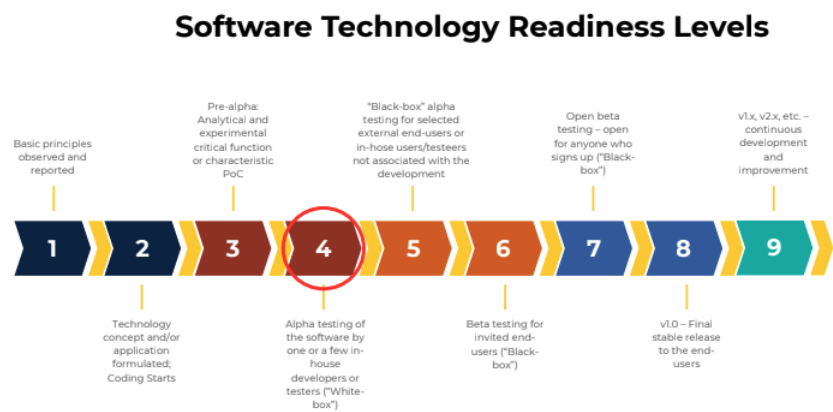 Software Technology Readiness Levels
Basic principles
observed and
reported
Pre-alpha:
Analytical and
experimental
critical function
or characteristic
PoC
“Black-box” alpha
testing for selected
external end-users or
in-hose users/testeers
not associated with the
development
Open beta
testing – open
for anyone who
signs up (“Black-
box”)
v1.x, v2.x, etc. –
continuous
development
and
improvement
1
2
3
4
5
6
7
8
9
Technology
concept and/or
application
formulated;
Coding Starts
Alpha testing of
the software by
one or a few in-
house
developers or
testers (“White-
box”)
Beta testing for
invited end-
users (“Black-
box”)
v1.0 – Final
stable release
to the end-
users